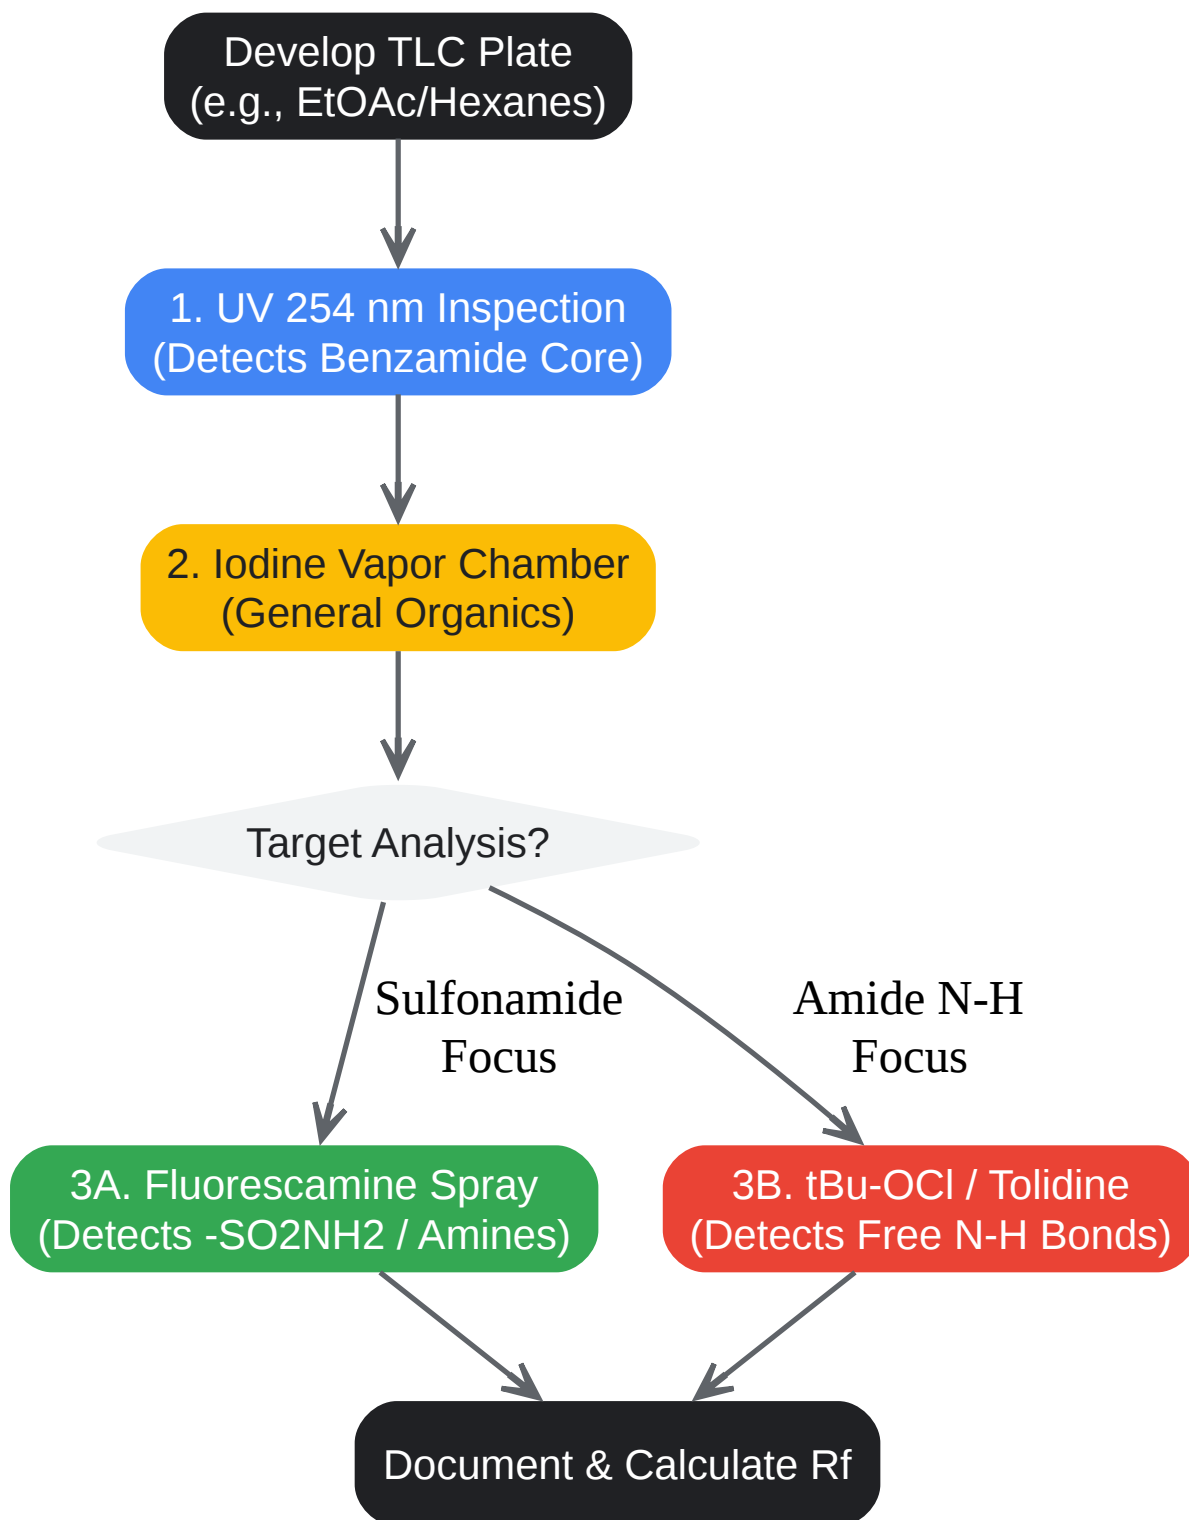 Develop TLC Plate
(e.g., EtOAc/Hexanes)
1. UV 254 nm Inspection
(Detects Benzamide Core)
2. Iodine Vapor Chamber
(General Organics)
Target Analysis?
Sulfonamide
Focus
Amide N-H
Focus
3A. Fluorescamine Spray
(Detects -SO2NH2 / Amines)
3B. tBu-OCl / Tolidine
(Detects Free N-H Bonds)
Document & Calculate Rf